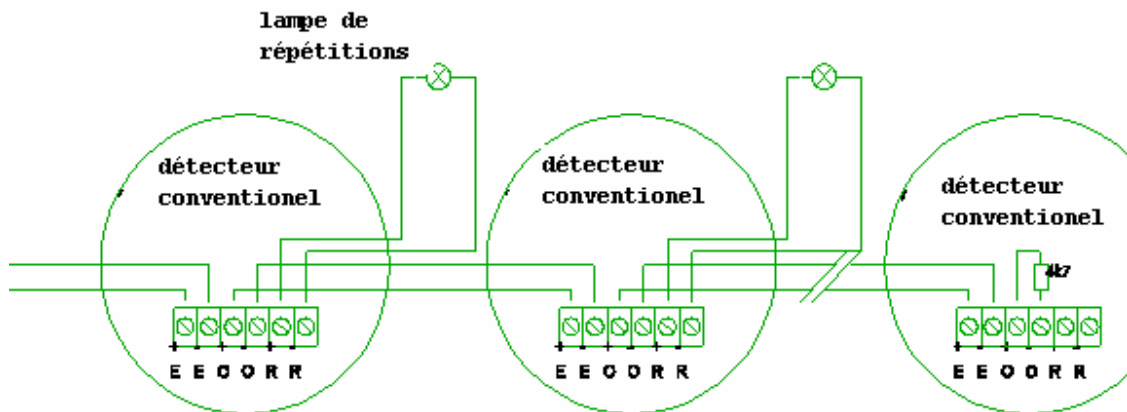 lampe de
répétitions
détecteur
conventionel
détecteur
conventionel
détecteur
conventionel
4k7
E E O O R R
E E O O R R
E E O O R R